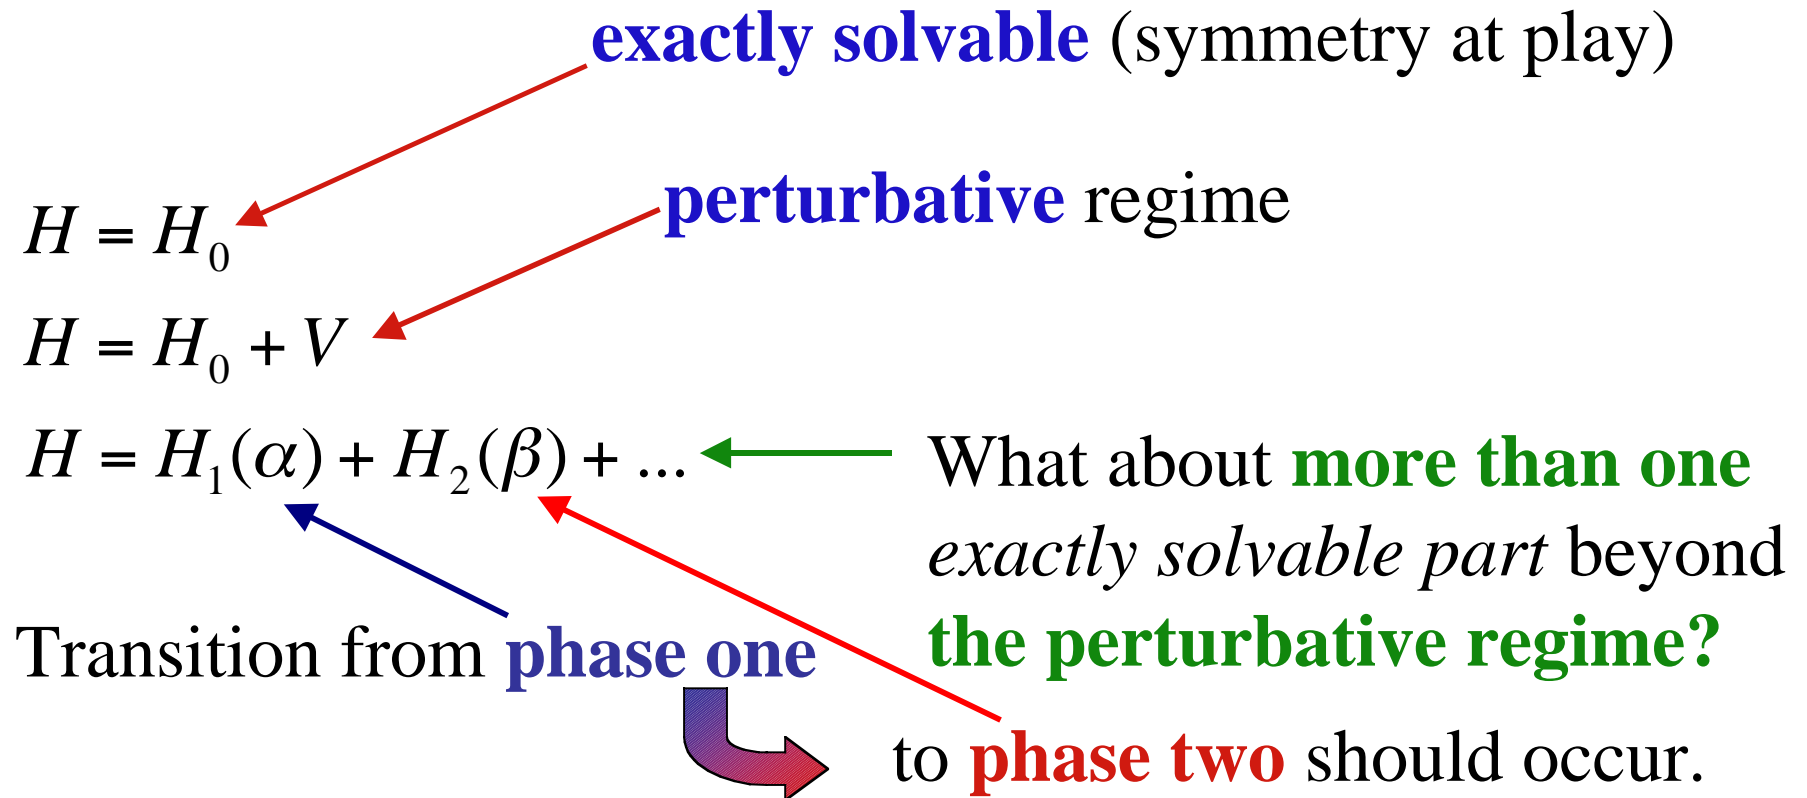 exactly solvable (symmetry at play)
perturbative regime
H = H₀
H = H₀ + V
H = H₁(α) + H₂(β) + ...
What about more than one
exactly solvable part beyond
the perturbative regime?
Transition from phase one
to phase two should occur.